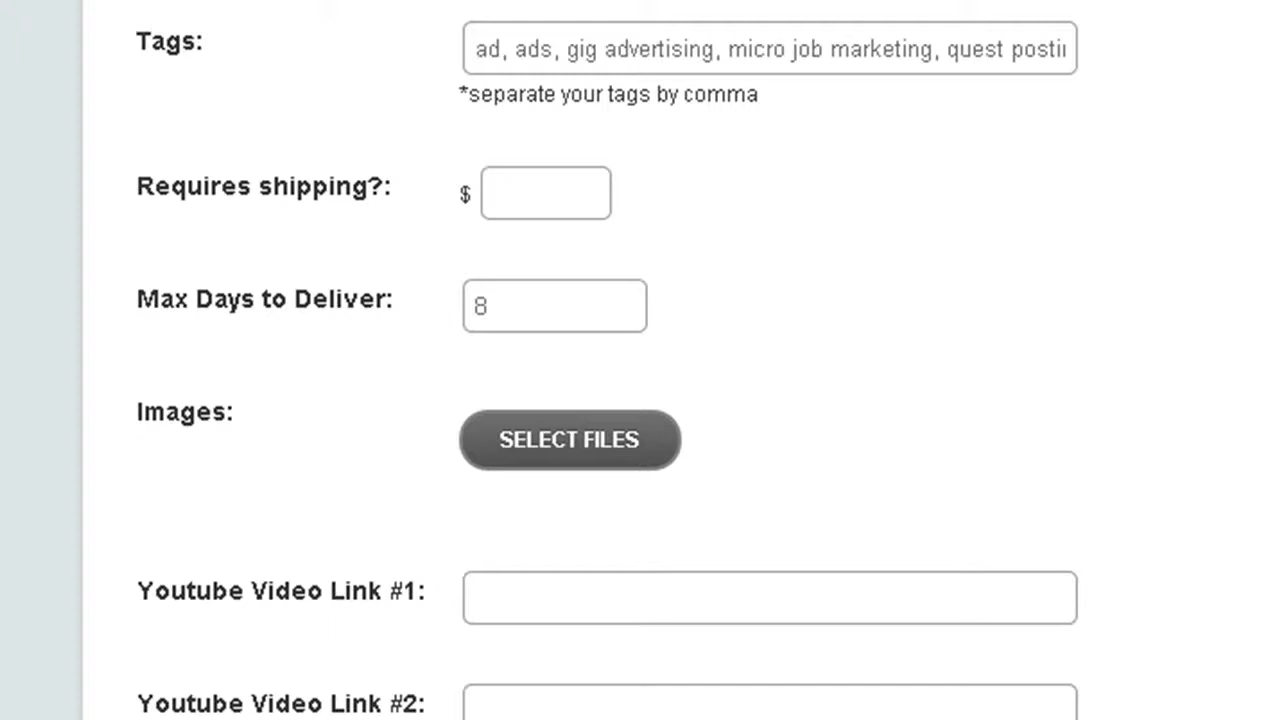 Tags:
ad, ads, gig advertising, micro job marketing, quest postii
*separate your tags by comma
Requires shipping?:
$
Max Days to Deliver:
8
Images:
SELECT FILES
Youtube Video Link #1:
Youtube Video Link #2: